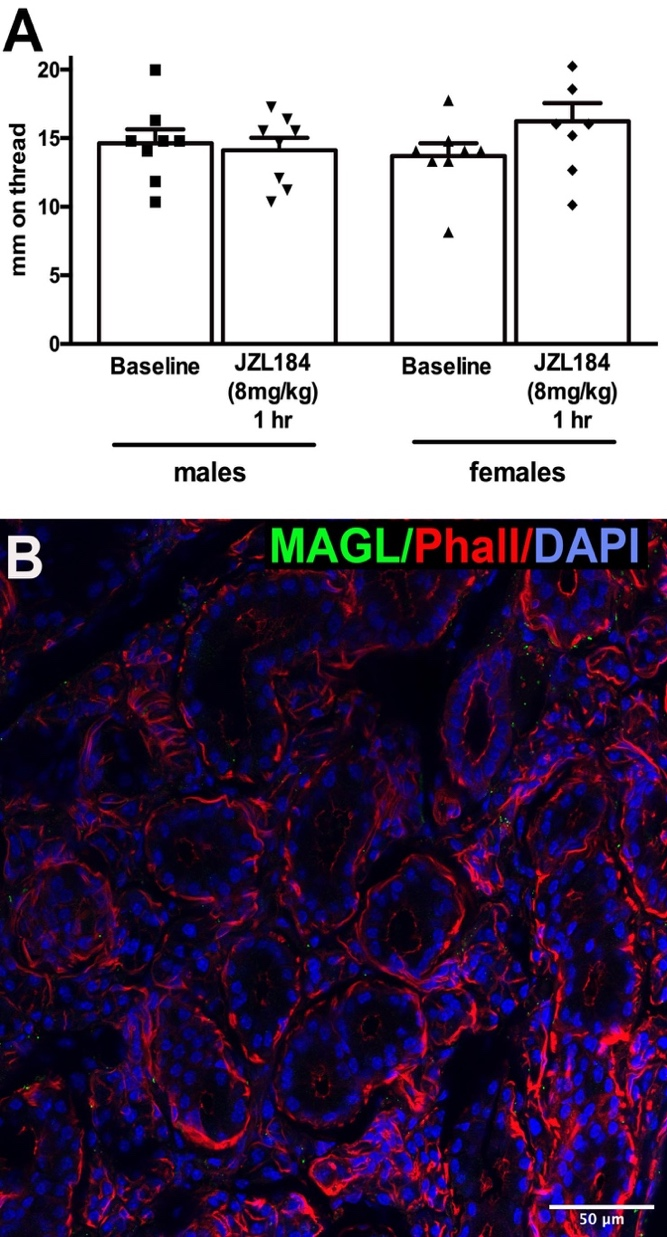 A
mm on thread
20
15
10
5
0
Baseline
JZL184
(8mg/kg)
1 hr
Baseline
JZL184
(8mg/kg)
1 hr
males
females
B
MAGL/Phall/DAPI
50 µm